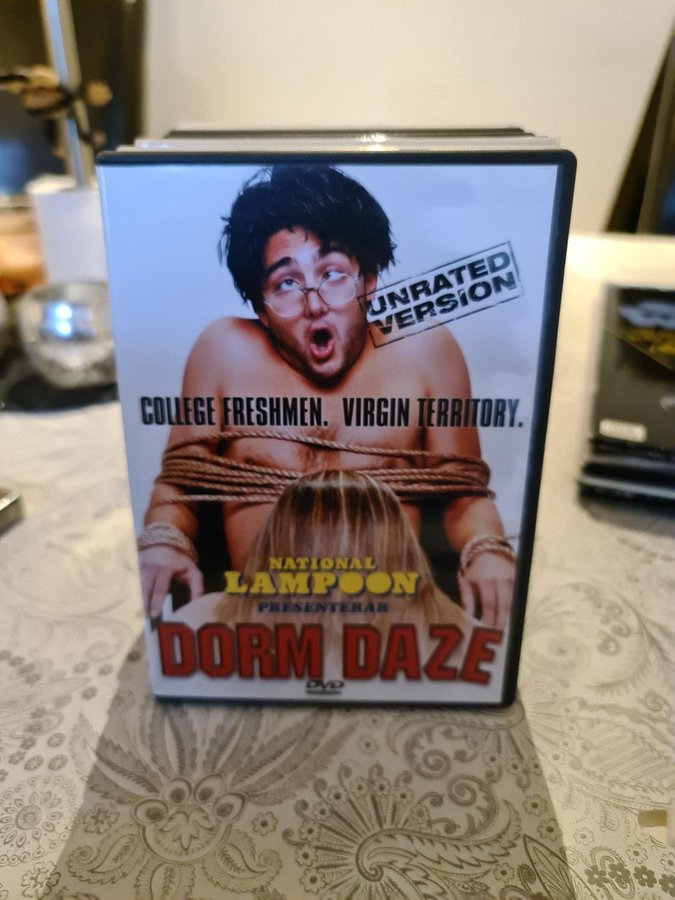 UNRATED
VERSION
COLLEGE FRESHMEN. VIRGIN TERRITORY.
NATIONAL
LAMPOON
PRESENTERAR
DORM DAZE
DVD